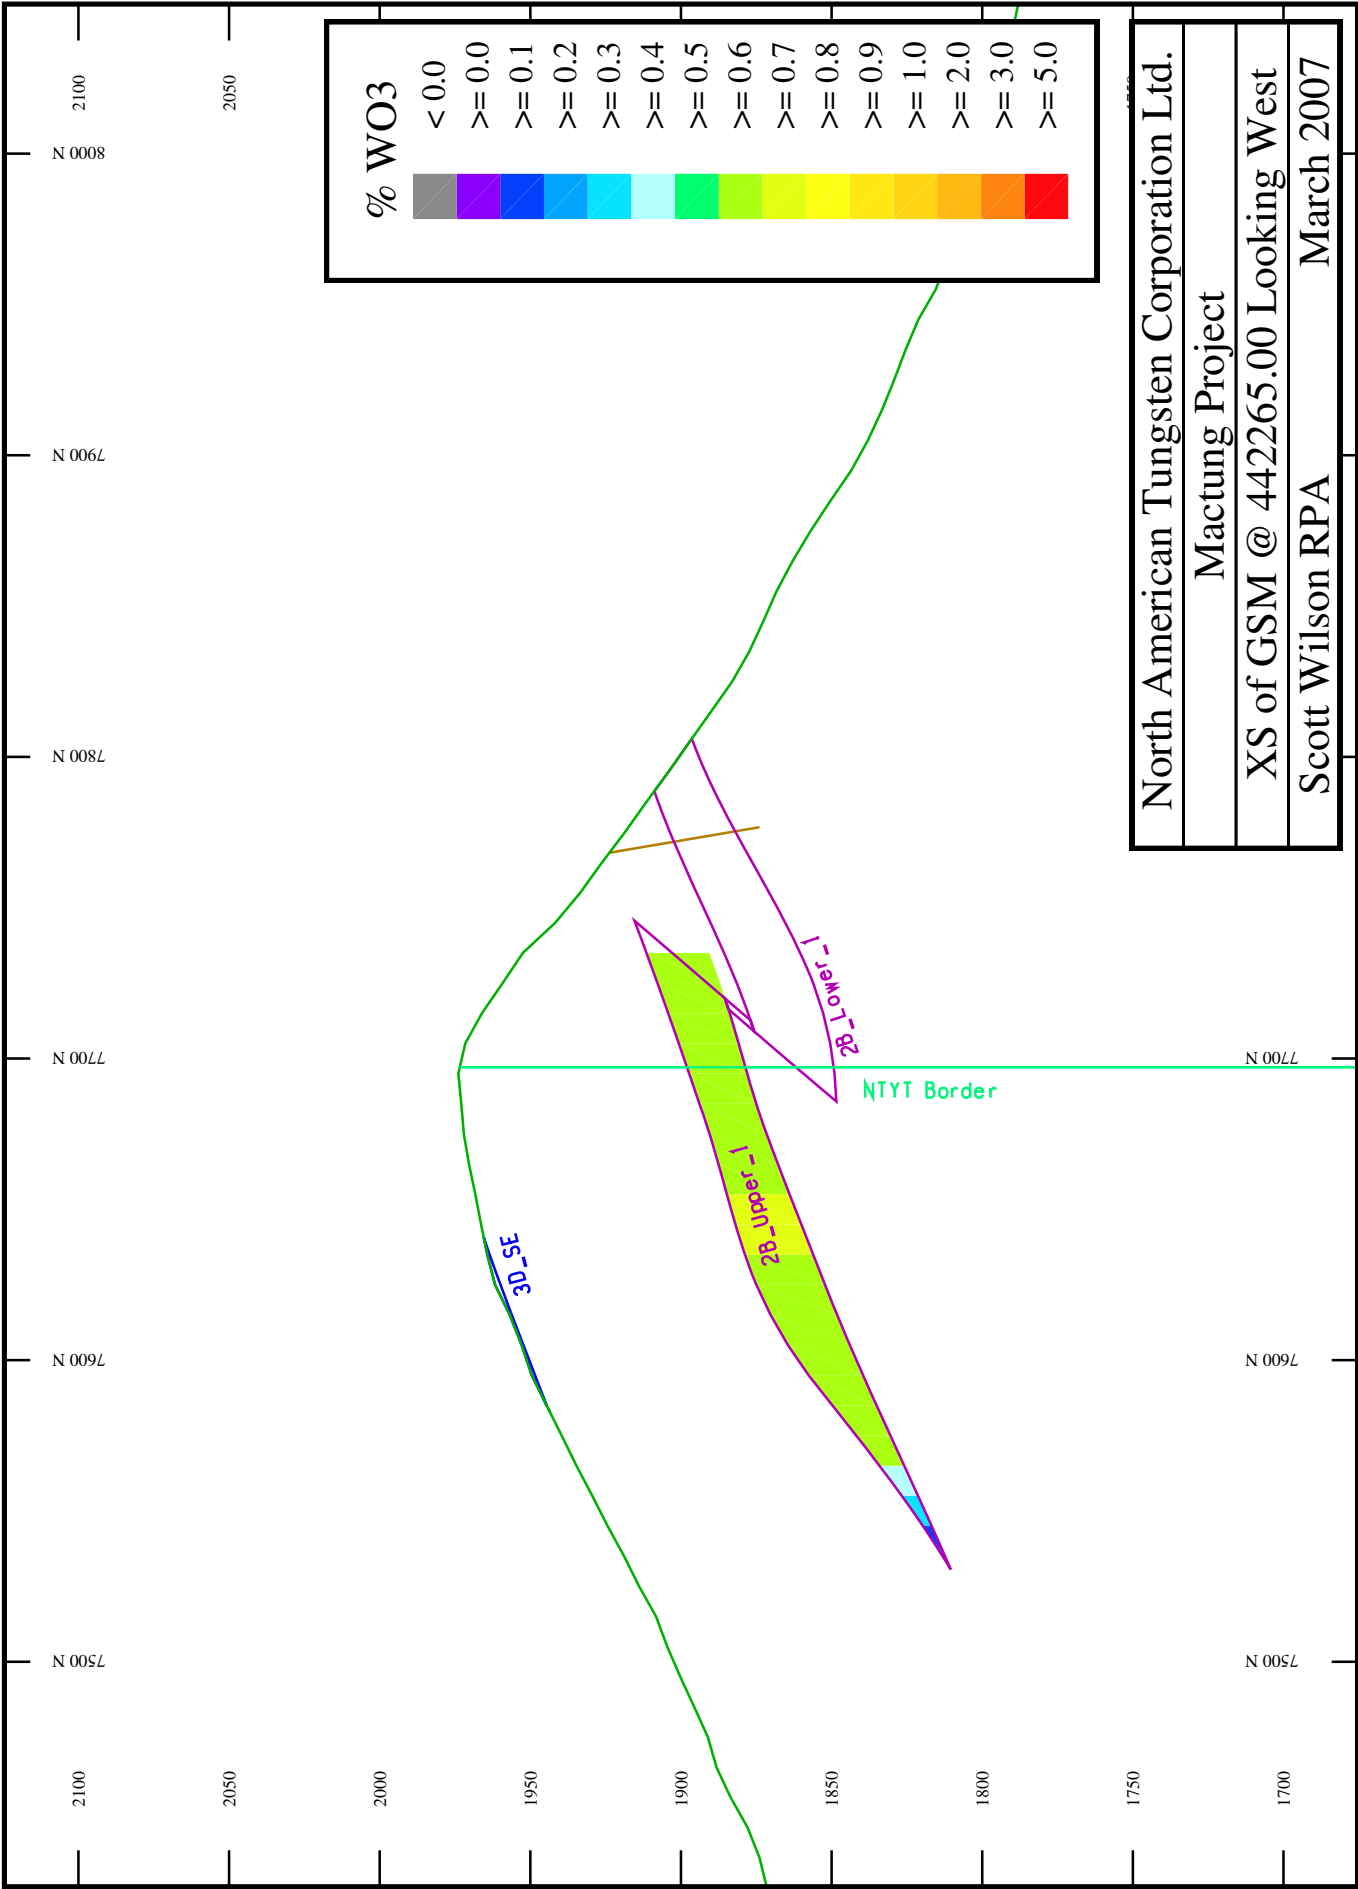 2100
7500 N
7600 N
7700 N
7800 N
7900 N
8000 N
2100
2050
2050
2000
1950
1900
1850
1800
1750
1700
% WO3
< 0.0
>= 0.0
>= 0.1
>= 0.2
>= 0.3
>= 0.4
>= 0.5
>= 0.6
>= 0.7
>= 0.8
>= 0.9
>= 1.0
>= 2.0
>= 3.0
>= 5.0
3D_SE
2B_Upper_1
2B_Lower_1
NTYT Border
North American Tungsten Corporation Ltd.
Mactung Project
XS of GSM @ 442265.00 Looking West
Scott Wilson RPA March 2007
7500 N
7600 N
7700 N